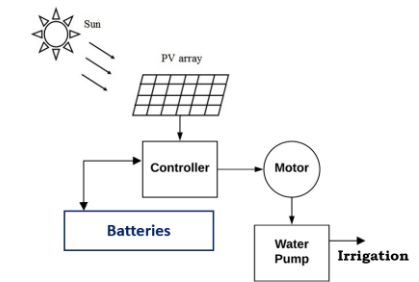 Sun
PV array
Controller
Motor
Batteries
Water
Pump
Irrigation